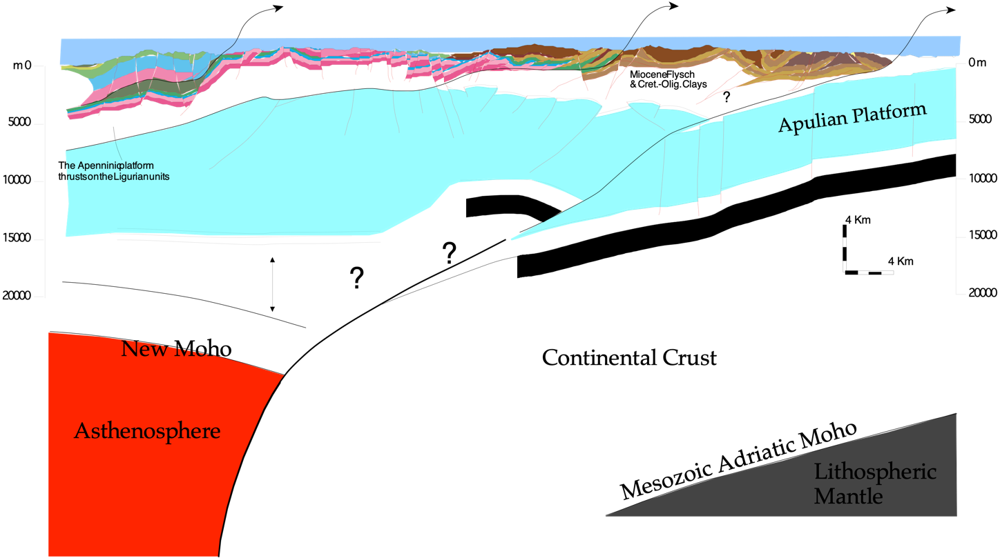 m 0
0 m
MioceneFlysch
& Cret.-Olig. Clays
?
5000
5000
Apulian Platform
The Apenninicplatform
thrustsontheLigurianunits
10000
10000
4 Km
15000
15000
?
4 Km
?
20000
20000
New Moho
Continental Crust
Asthenosphere
Mesozoic Adriatic Moho
Lithospheric
Mantle